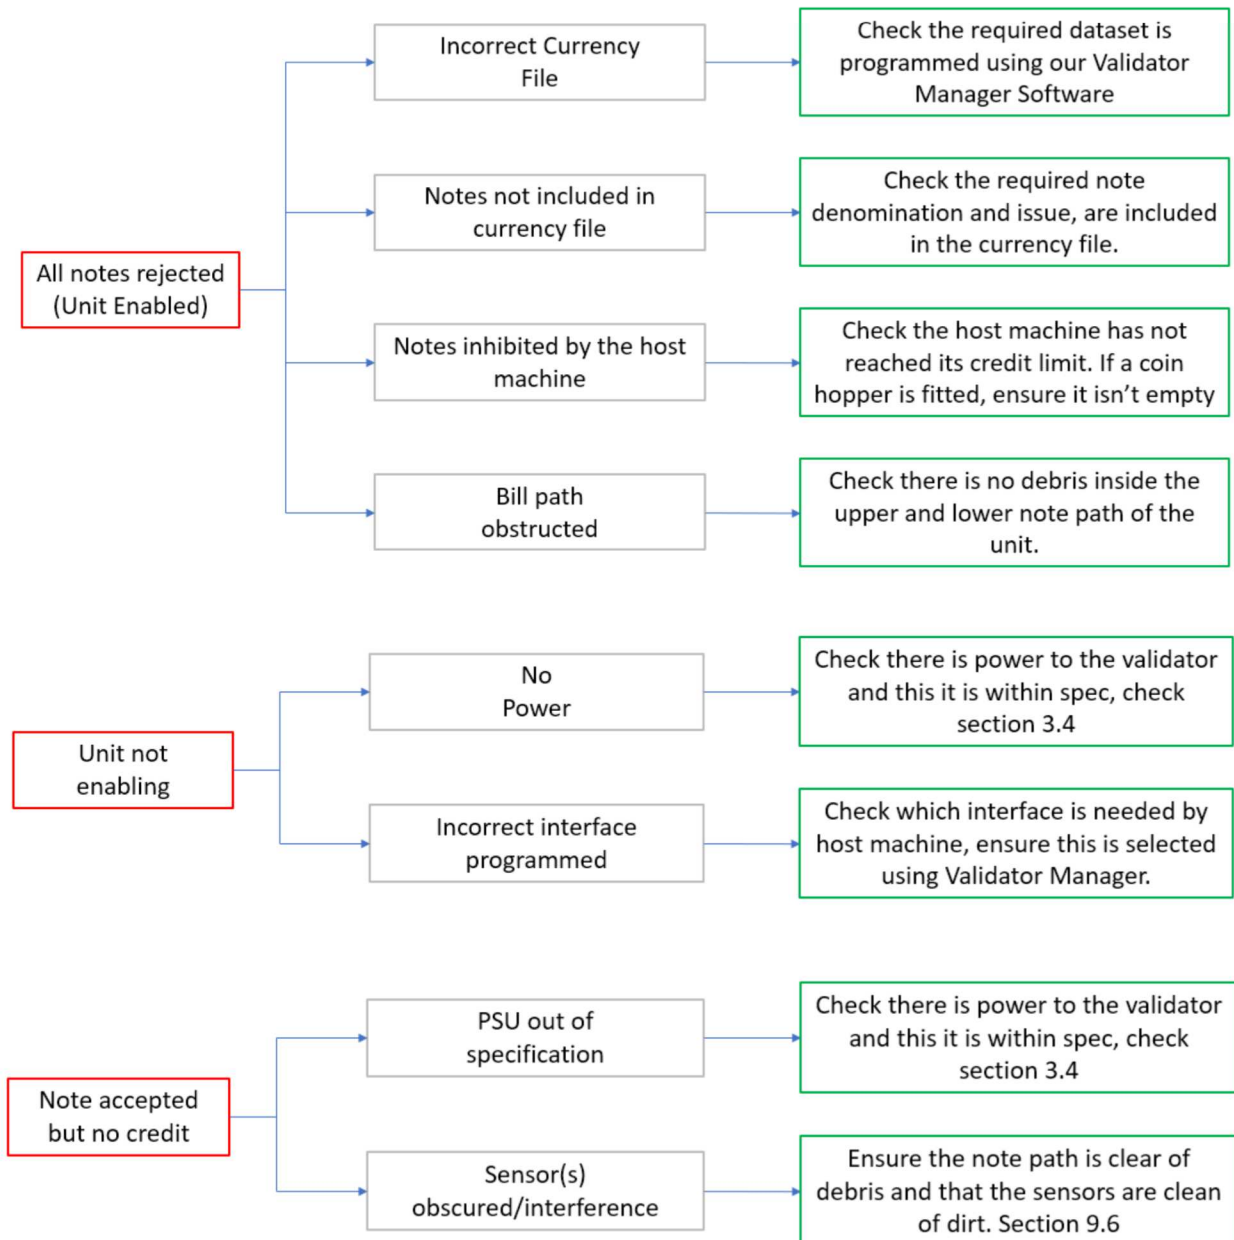 Incorrect Currency
File
Check the required dataset is
programmed using our Validator
Manager Software
Notes not included in
currency file
Check the required note
denomination and issue, are included
in the currency file.
All notes rejected
(Unit Enabled)
Notes inhibited by the host
machine
Check the host machine has not
reached its credit limit. If a coin
hopper is fitted, ensure it isn’t empty
Bill path
obstructed
Check there is no debris inside the
upper and lower note path of the
unit.
Unit not
enabling
No
Power
Check there is power to the validator
and this it is within spec, check
section 3.4
Incorrect interface
programmed
Check which interface is needed by
host machine, ensure this is selected
using Validator Manager.
Note accepted
but no credit
PSU out of
specification
Check there is power to the validator
and this it is within spec, check
section 3.4
Sensor(s)
obscured/interference
Ensure the note path is clear of
debris and that the sensors are clean
of dirt. Section 9.6